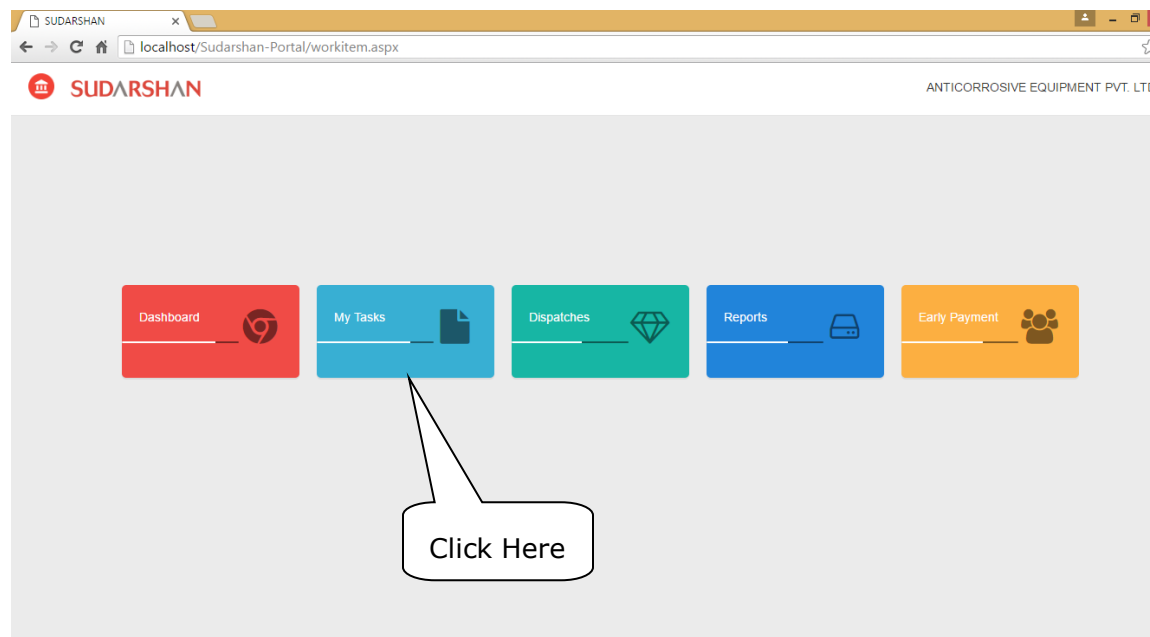 SUDARSHAN
localhost/Sudarshan-Portal/workitem.aspx
SUDARSHAN
ANTICORROSIVE EQUIPMENT PVT. LTD
Dashboard
My Tasks
Dispatches
Reports
Early Payment
Click Here